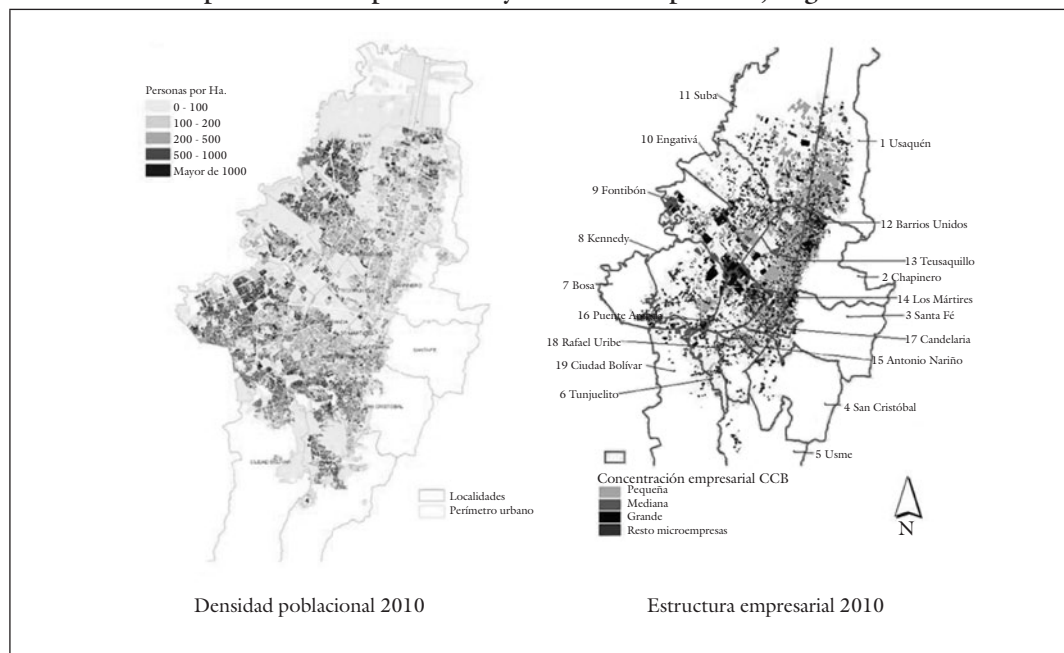 Personas por Ha.
0 - 100
100 - 200
200 - 500
500 - 1000
Mayor de 1000
Localidades
Perímetro urbano
Densidad poblacional 2010
11 Suba
10 Engativá
1 Usaquén
9 Fontibón
12 Barrios Unidos
8 Kennedy
13 Teusaquillo
2 Chapinero
7 Bosa
14 Los Mártires
16 Puente Aranda
3 Santa Fé
17 Candelaria
18 Rafael Uribe
15 Antonio Nariño
19 Ciudad Bolívar
6 Tunjuelito
4 San Cristóbal
5 Usme
Concentración empresarial CCB
Pequeña
Mediana
Grande
Resto microempresas
N
Estructura empresarial 2010